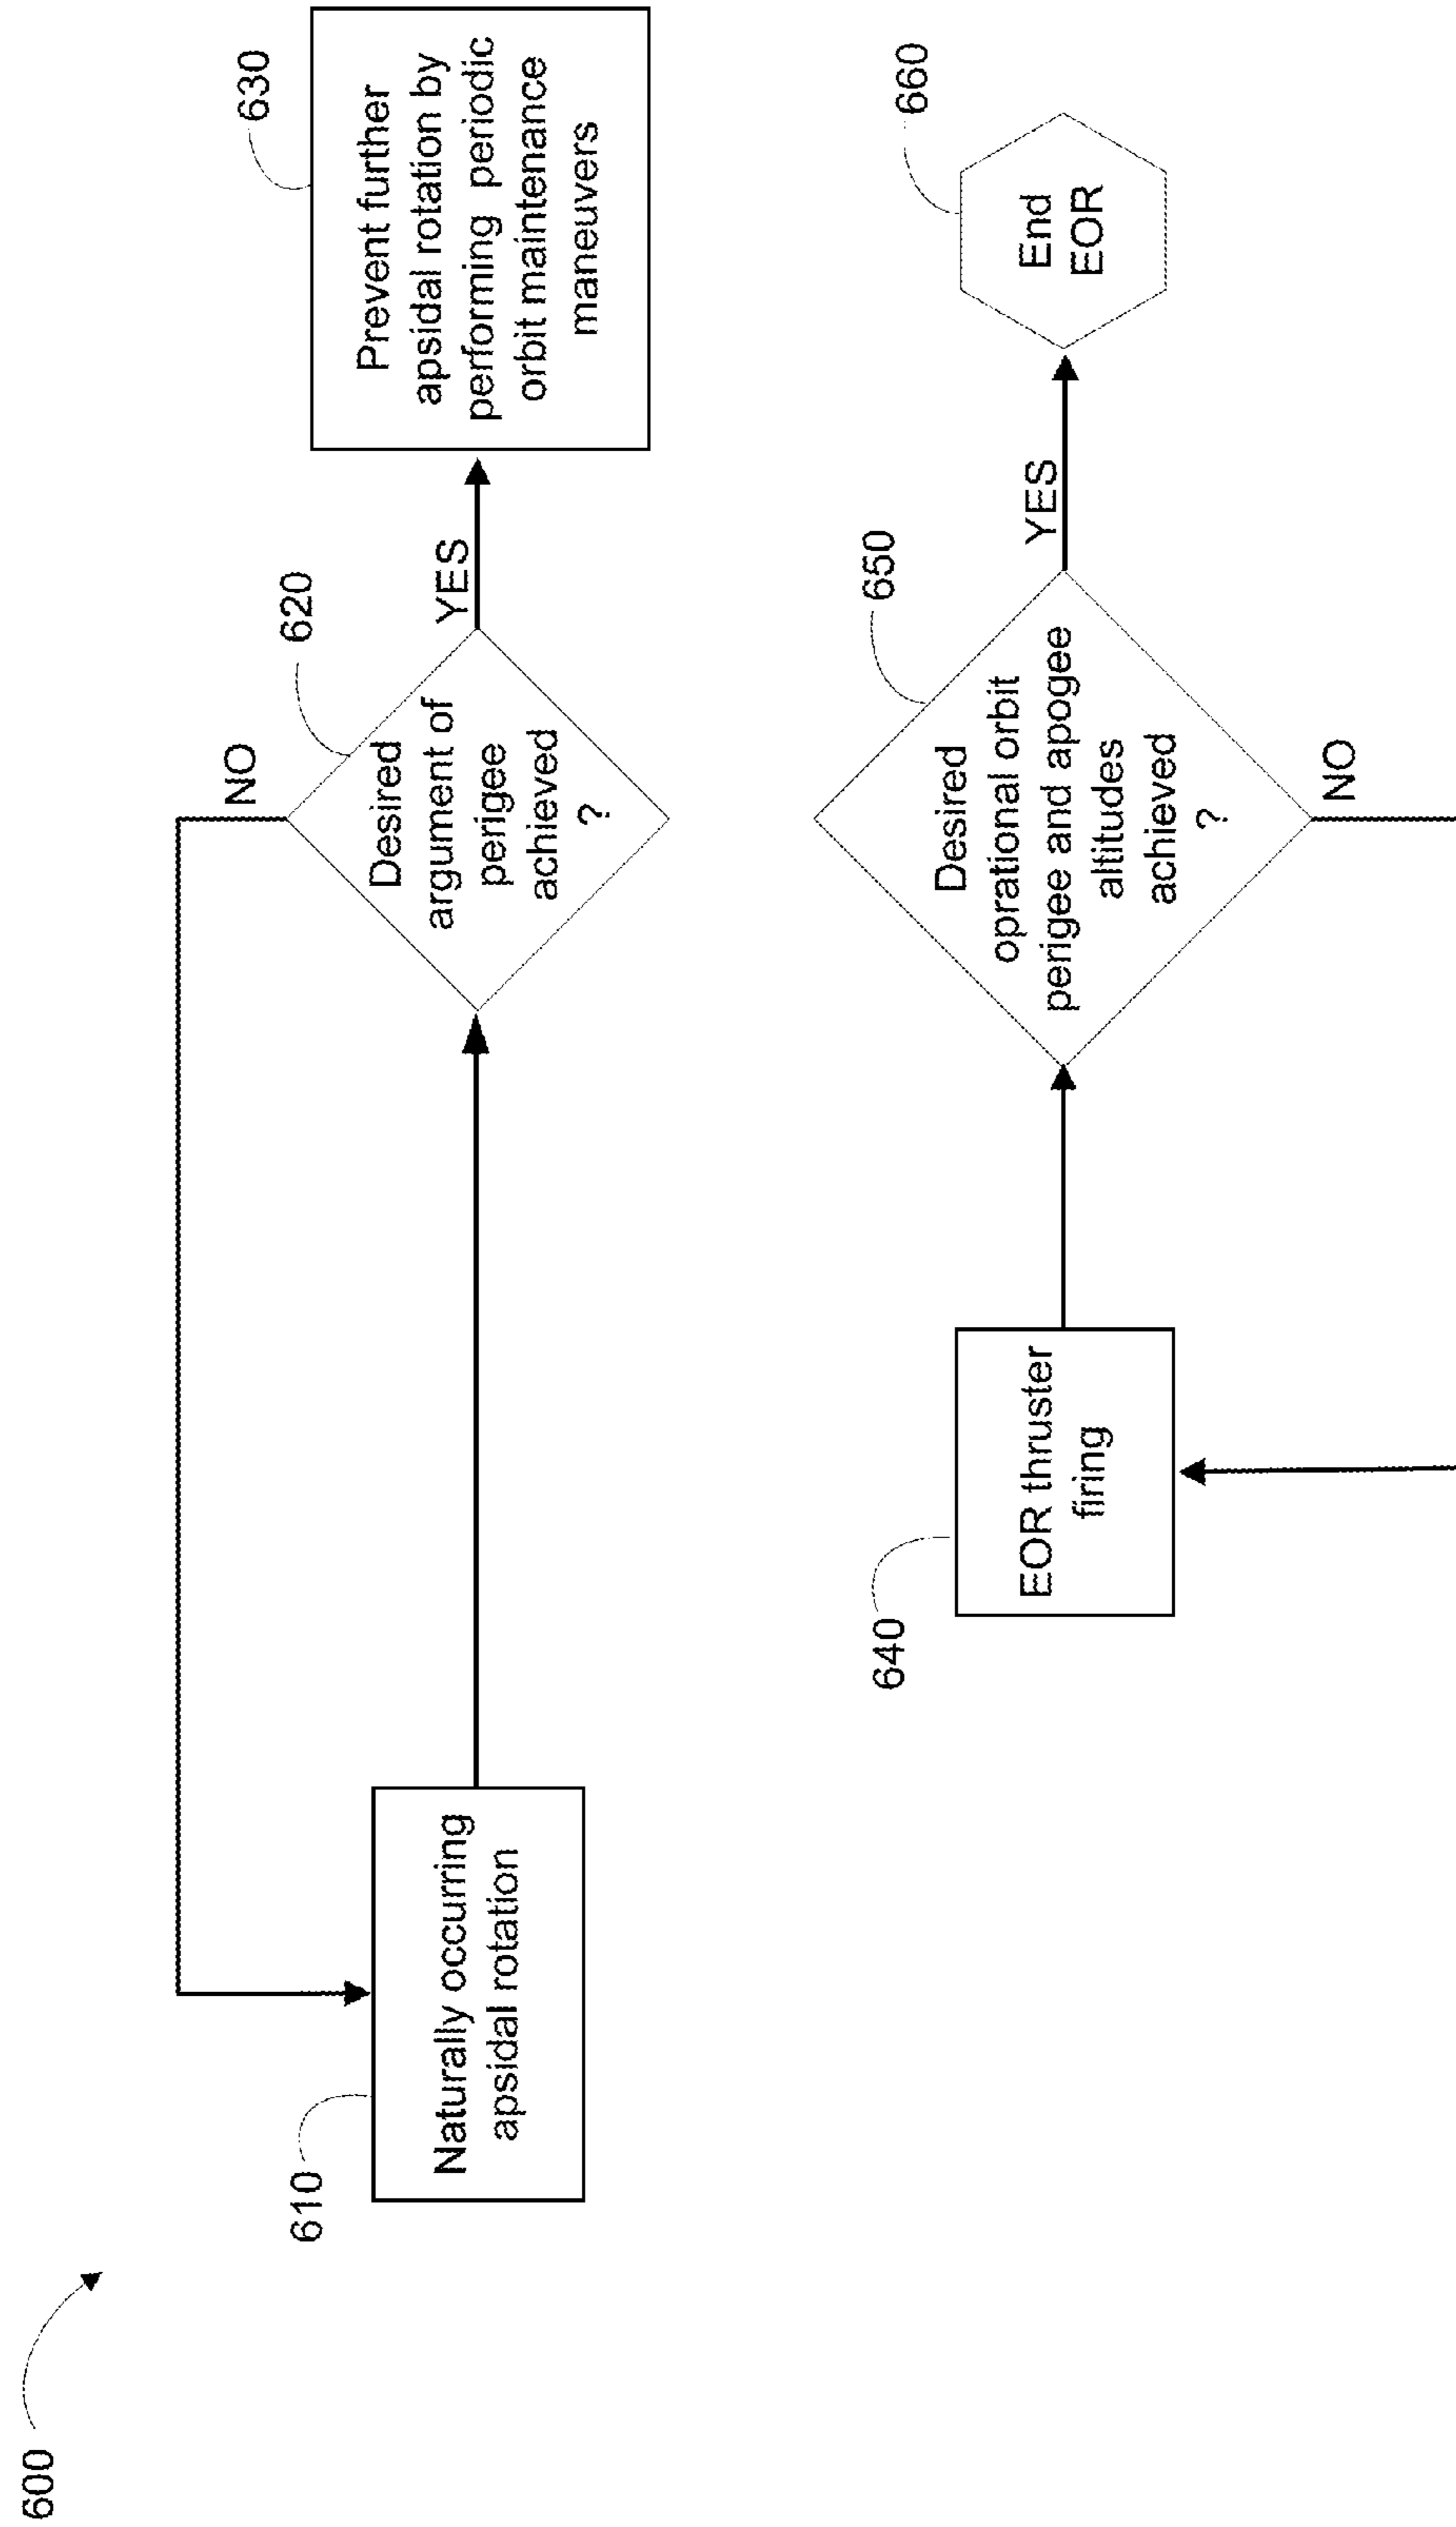 600
610
Naturally occurring
apsidal rotation
NO
620
Desired
argument of
perigee
achieved
?
YES
630
Prevent further
apsidal rotation by
performing periodic
orbit maintenance
maneuvers
640
EOR thruster
firing
650
Desired
oprational orbit
perigee and apogee
altitudes
achieved
?
NO
YES
660
End
EOR